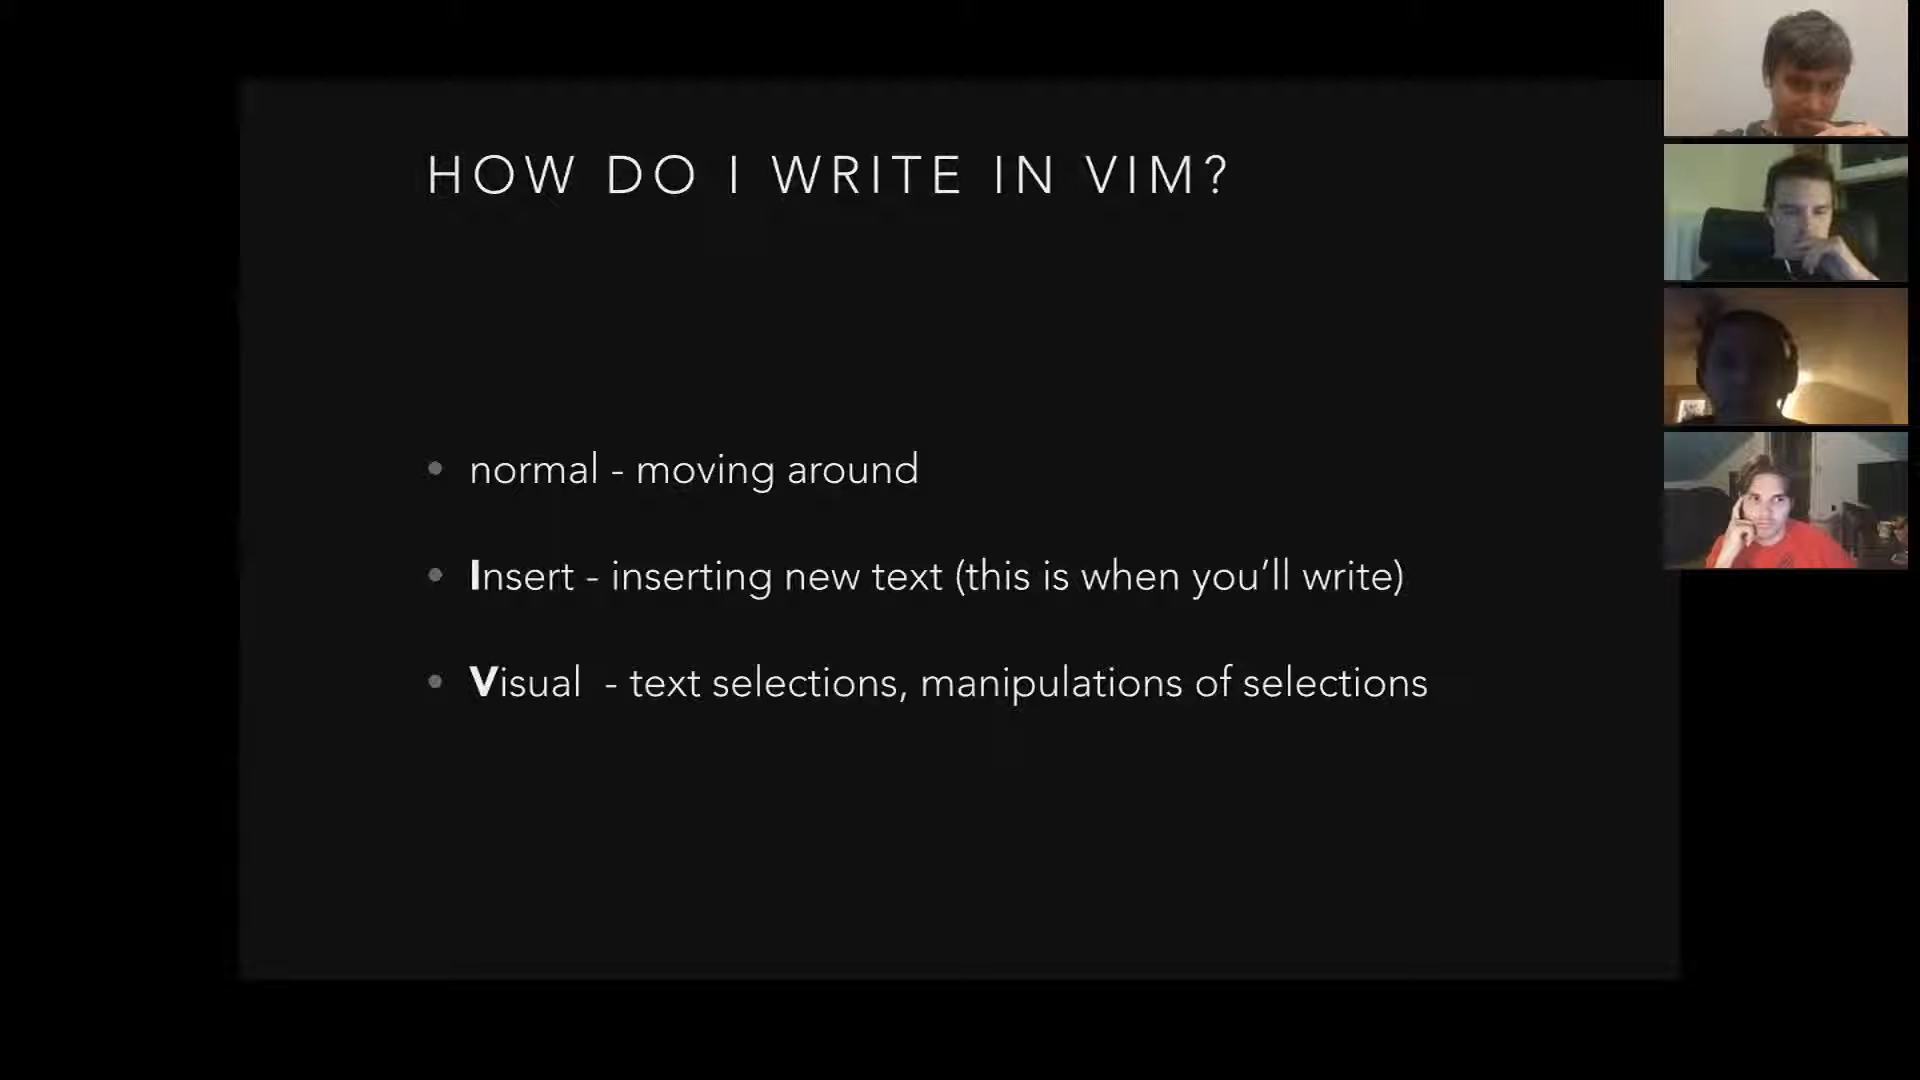 HOW DO I WRITE IN VIM?
normal - moving around
Insert - inserting new text (this is when you’ll write)
Visual - text selections, manipulations of selections